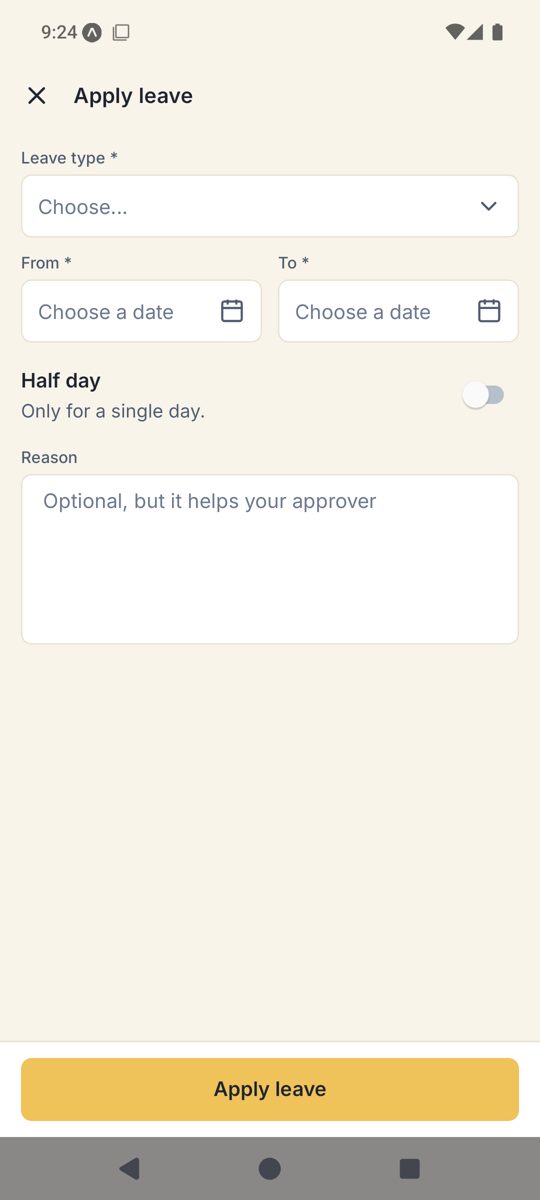 9:24
Apply leave
Leave type *
Choose...
From *
To *
Choose a date
Choose a date
Half day
Only for a single day.
Reason
Optional, but it helps your approver
Apply leave